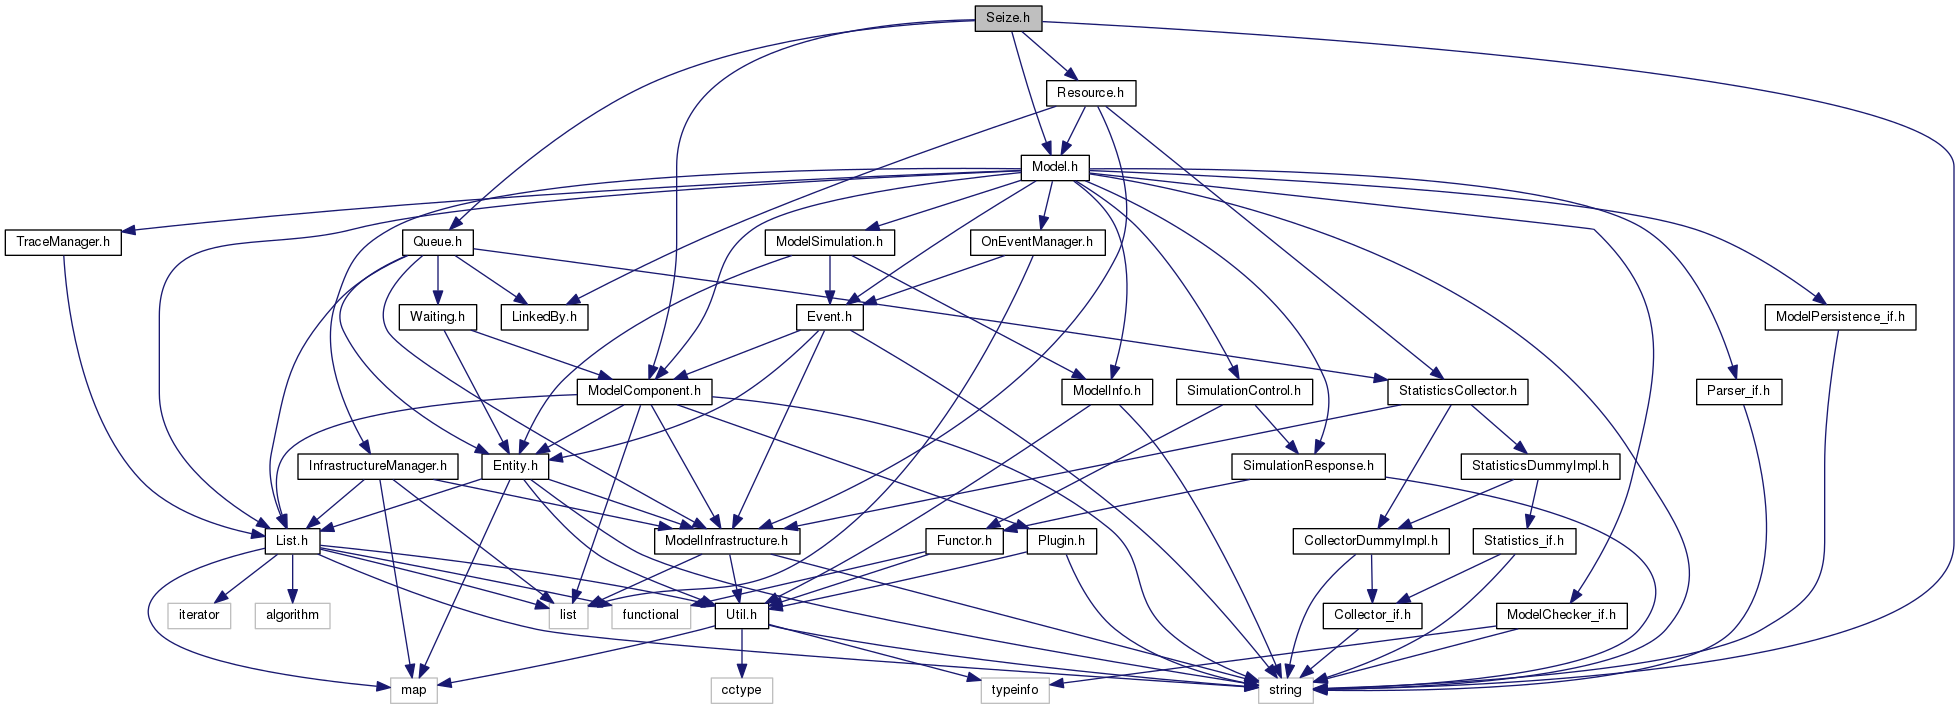 Seize.h
Resource.h
Model.h
TraceManager.h
Queue.h
ModelSimulation.h
OnEventManager.h
Waiting.h
LinkedBy.h
Event.h
ModelPersistence_if.h
ModelComponent.h
ModelInfo.h
SimulationControl.h
StatisticsCollector.h
Parser_if.h
InfrastructureManager.h
Entity.h
SimulationResponse.h
StatisticsDummyImpl.h
List.h
ModelInfrastructure.h
Functor.h
Plugin.h
CollectorDummyImpl.h
Statistics_if.h
iterator
algorithm
list
functional
Util.h
Collector_if.h
ModelChecker_if.h
map
cctype
typeinfo
string